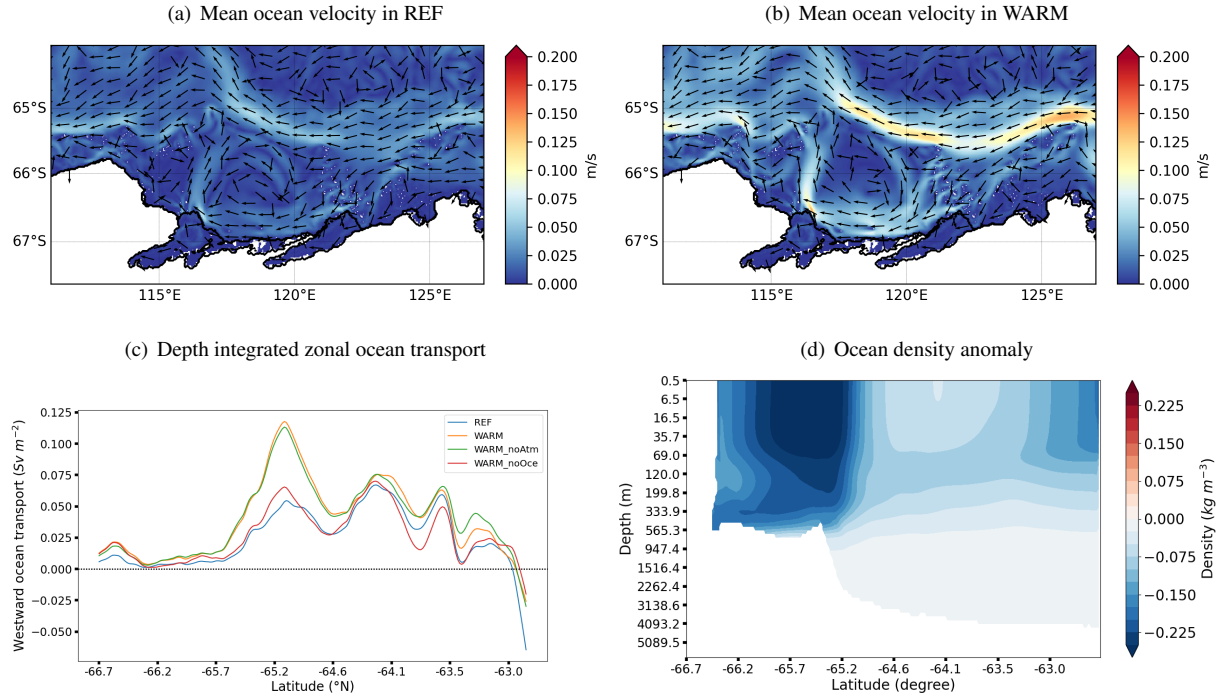 (a) Mean ocean velocity in REF
(b) Mean ocean velocity in WARM
65°S
66°S
67°S
115°E
120°E
125°E
0.200
0.175
0.150
0.125
0.100
0.075
0.050
0.025
0.000
m/s
65°S
66°S
67°S
115°E
120°E
125°E
0.200
0.175
0.150
0.125
0.100
0.075
0.050
0.025
0.000
m/s
(c) Depth integrated zonal ocean transport
(d) Ocean density anomaly
Westward ocean transport (Sv m⁻²)
0.125
0.100
0.075
0.050
0.025
0.000
−0.025
−0.050
REF
WARM
WARM_noAtm
WARM_noOce
-66.7
-66.2
-65.7
-65.1
-64.6
-64.1
-63.5
-63.0
Latitude (°N)
Depth (m)
0.5
6.5
16.5
35.7
69.0
120.0
199.8
333.9
565.3
947.4
1516.4
2262.4
3138.6
4093.2
5089.5
-66.7
-66.2
-65.7
-65.2
-64.6
-64.1
-63.0
Latitude (degree)
0.225
0.150
0.075
0.000
−0.075
−0.150
−0.225
Density (kg m⁻³)